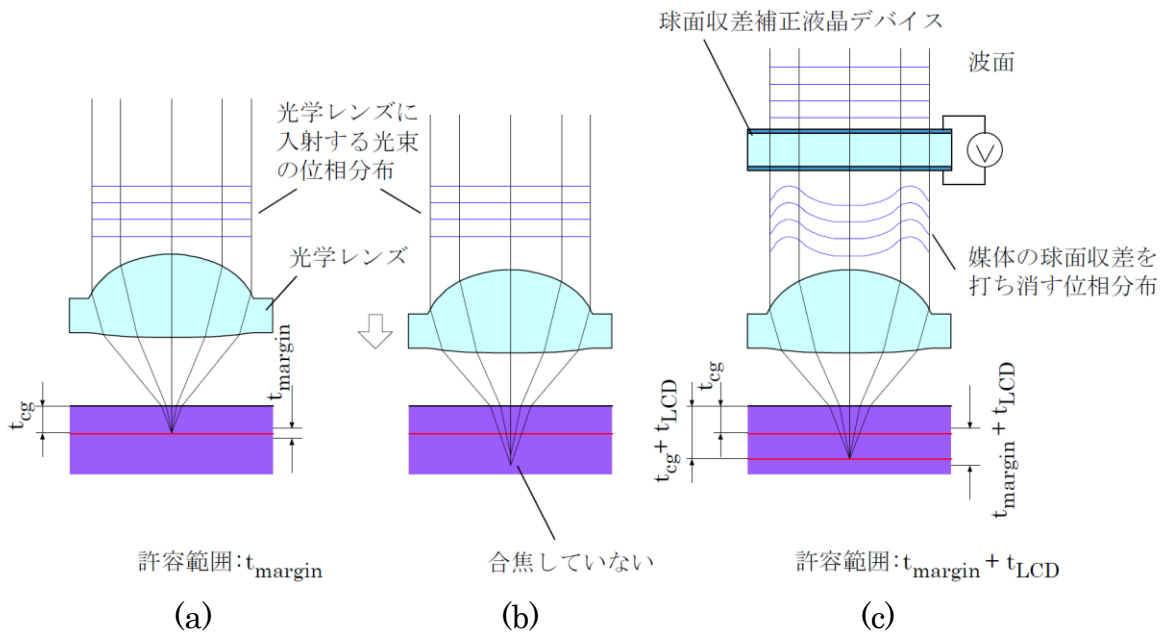 球面収差補正液晶デバイス
波面
光学レンズに
入射する光束
の位相分布
V
光学レンズ
媒体の球面収差を
打ち消す位相分布
t_cg
t_margin
t_cg + t_LCD
t_cg
t_margin + t_LCD
許容範囲：t_margin
合焦していない
許容範囲：t_margin + t_LCD
(a)
(b)
(c)